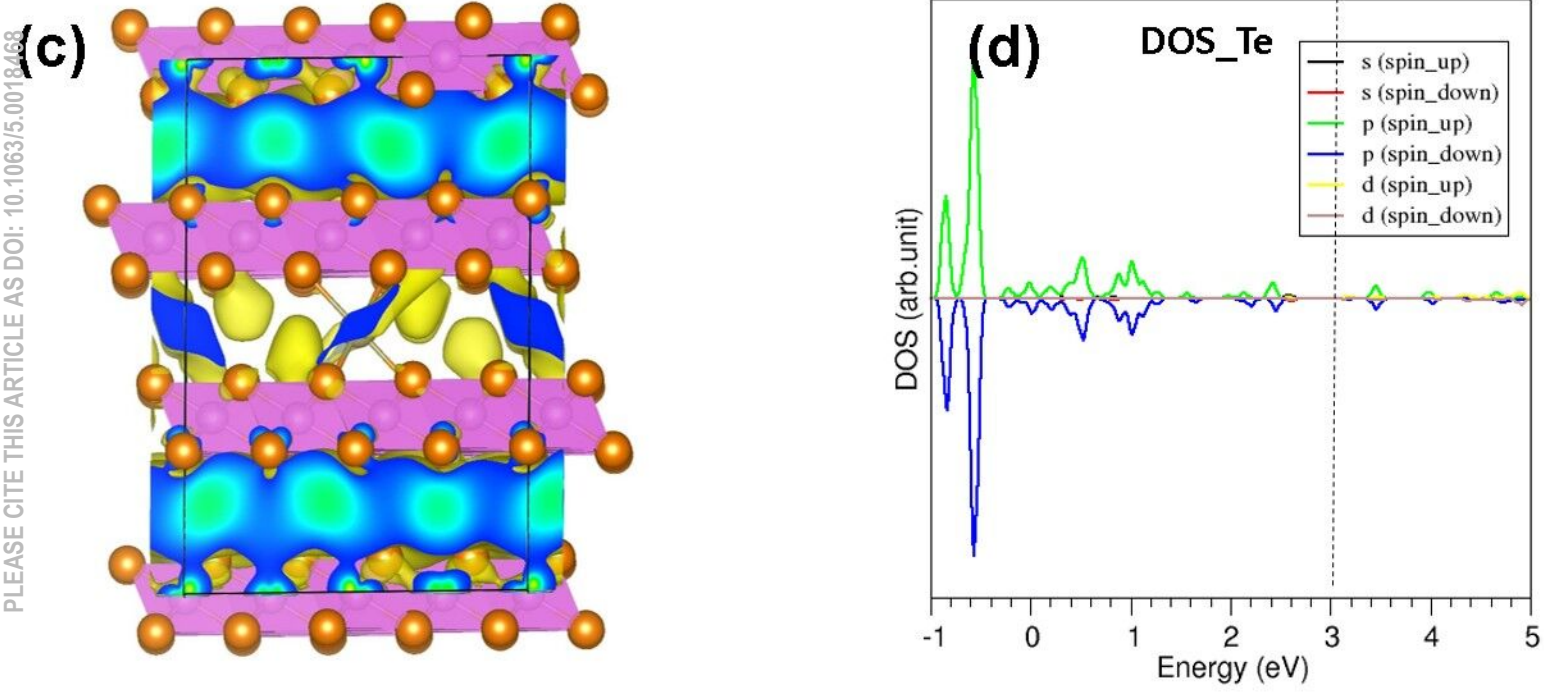 PLEASE CITE THIS ARTICLE AS DOI: 10.1063/5.0018468
(c)
(d)
DOS_Te
s (spin_up)
s (spin_down)
p (spin_up)
p (spin_down)
d (spin_up)
d (spin_down)
DOS (arb.unit)
-1 0 1 2 3 4 5
Energy (eV)